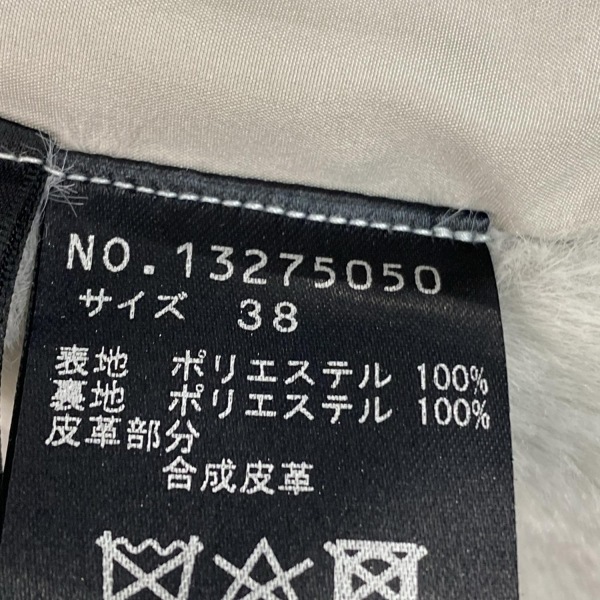 NO.13275050
サイズ 38
表地 ポリエステル 100%
裏地 ポリエステル 100%
皮革部分
合成皮革